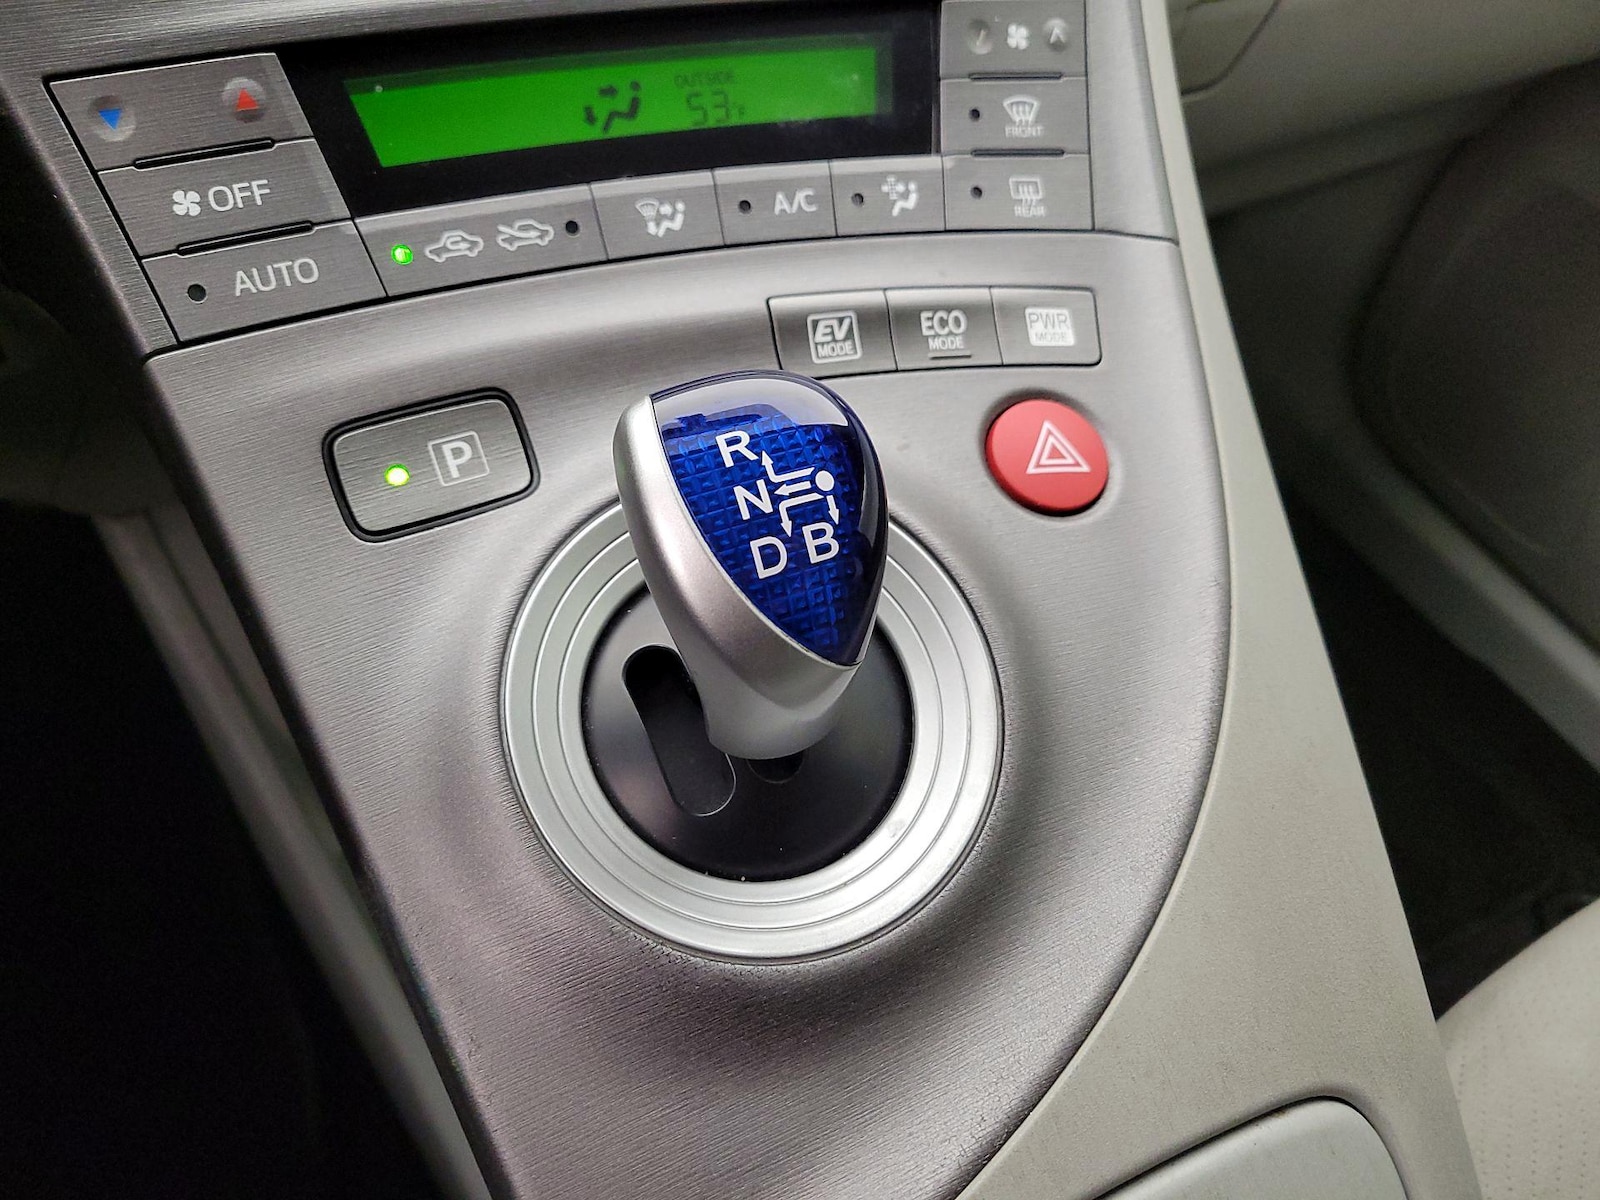 OUTSIDE
53°F
FRONT
OFF
A/C
REAR
AUTO
EV MODE
ECO MODE
PWR MODE
P
R
N
D B